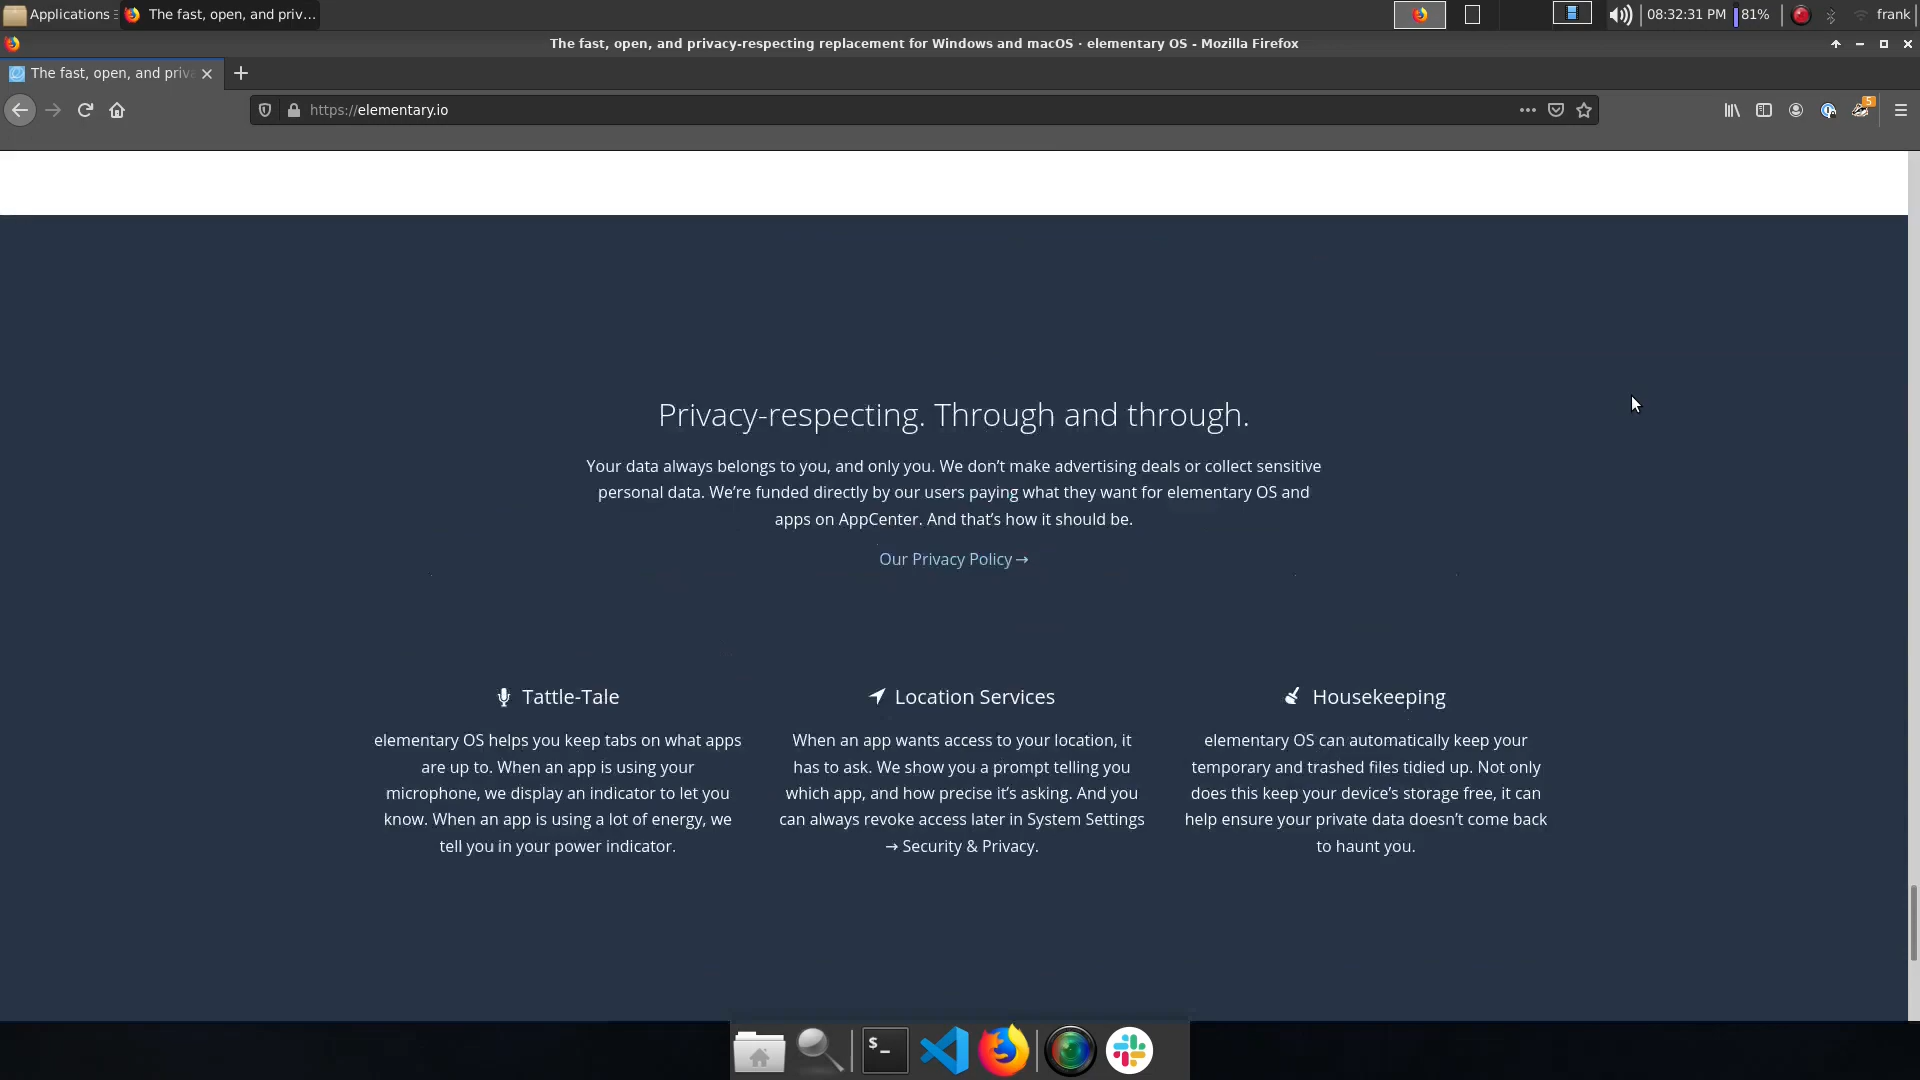 Applications
The fast, open, and priv...
08:32:31 PM
81%
frank
The fast, open, and privacy-respecting replacement for Windows and macOS · elementary OS - Mozilla Firefox
The fast, open, and priva
https://elementary.io
5
Privacy-respecting. Through and through.
Your data always belongs to you, and only you. We don’t make advertising deals or collect sensitive
personal data. We’re funded directly by our users paying what they want for elementary OS and
apps on AppCenter. And that’s how it should be.
Our Privacy Policy →
Tattle-Tale
elementary OS helps you keep tabs on what apps
are up to. When an app is using your
microphone, we display an indicator to let you
know. When an app is using a lot of energy, we
tell you in your power indicator.
Location Services
When an app wants access to your location, it
has to ask. We show you a prompt telling you
which app, and how precise it’s asking. And you
can always revoke access later in System Settings
→ Security & Privacy.
Housekeeping
elementary OS can automatically keep your
temporary and trashed files tidied up. Not only
does this keep your device’s storage free, it can
help ensure your private data doesn’t come back
to haunt you.
$_